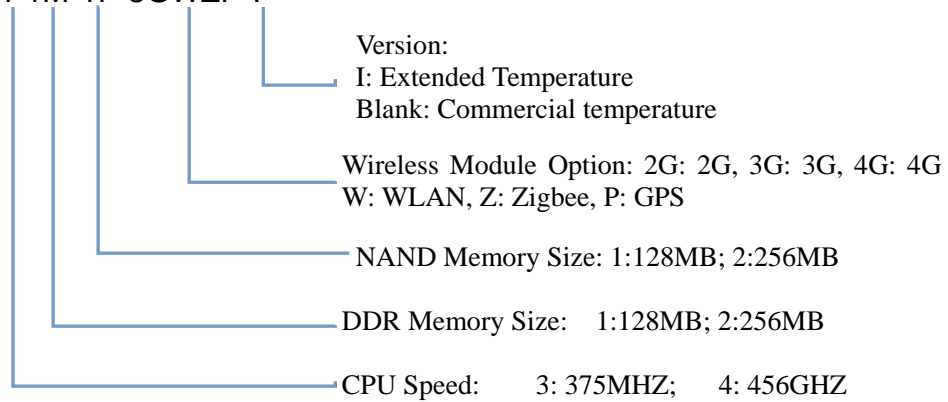 Version:
I: Extended Temperature
Blank: Commercial temperature
Wireless Module Option: 2G: 2G, 3G: 3G, 4G: 4G
W: WLAN, Z: Zigbee, P: GPS
NAND Memory Size: 1:128MB; 2:256MB
DDR Memory Size: 1:128MB; 2:256MB
CPU Speed: 3: 375MHZ; 4: 456GHZ